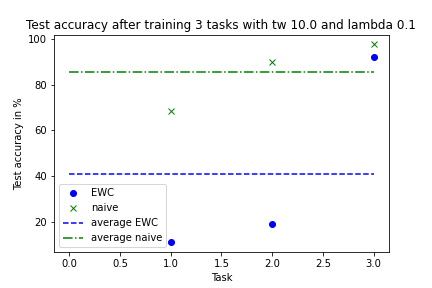 Test accuracy after training 3 tasks with tw 10.0 and lambda 0.1
Test accuracy in %
100
80
60
40
20
EWC
naive
average EWC
average naive
0.0 0.5 1.0 1.5 2.0 2.5 3.0
Task